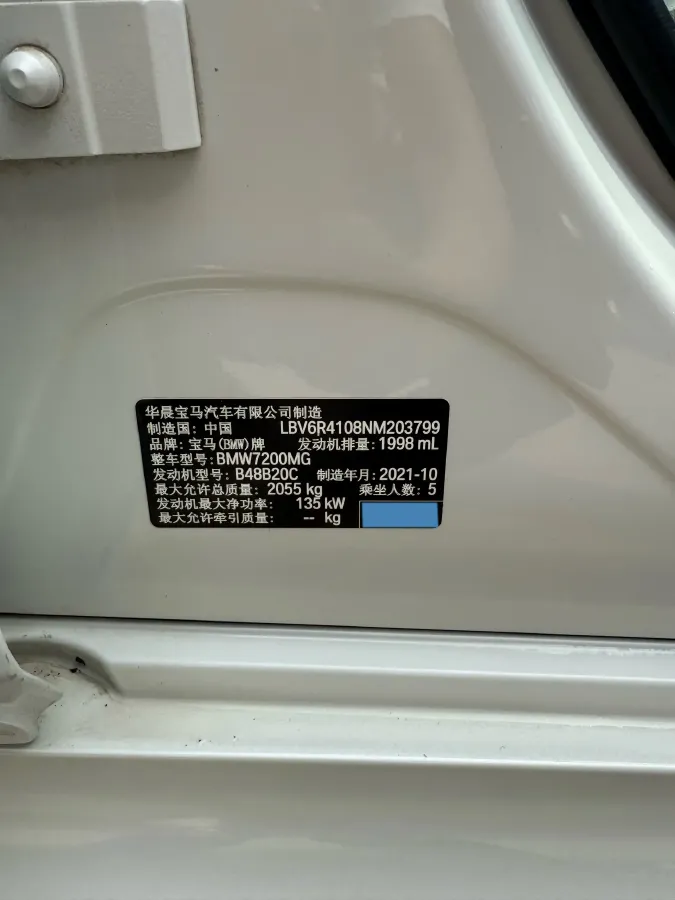 华晨宝马汽车有限公司制造
制造国：中国 LBV6R4108NM203799
品牌：宝马(BMW)牌 发动机排量：1998 mL
整车型号：BMW7200MG
发动机型号：B48B20C 制造年月：2021-10
最大允许总质量：2055 kg 乘坐人数：5
发动机最大净功率：135 kW
最大允许牵引质量：-- kg